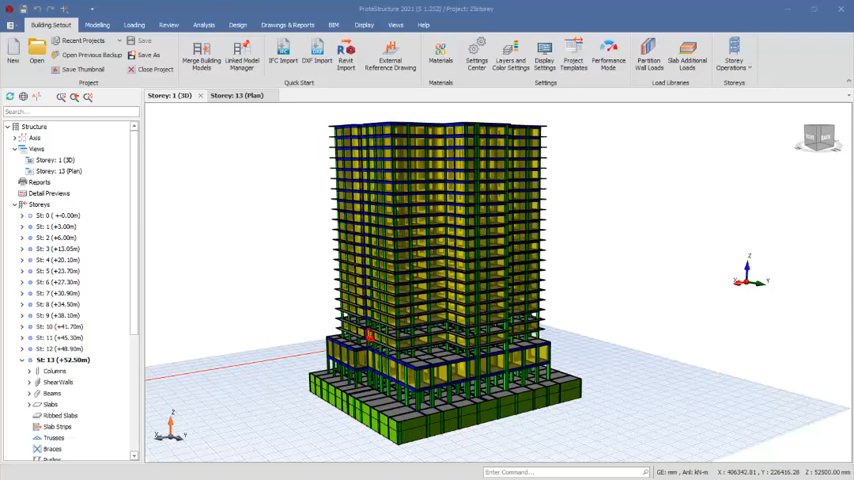 ProtaStructure 2021 (5.1.252) / Project: 25storey
Building Setout Modelling Loading Review Analysis Design Drawings & Reports BIM Display Views Help
New Open Recent Projects Open Previous Backup Save Thumbnail Save Save As Close Project
Merge Building Models Linked Model Manager IFC Import DXF Import Revit Import External Reference Drawing
Materials Settings Center Layers and Color Settings Display Settings Project Templates Performance Mode
Partition Wall Loads Slab Additional Loads Storey Operations
Project Quick Start Materials Settings Load Libraries Storeys
Storey: 1 (3D) Storey: 13 (Plan)
Search...
Structure
Axis
Views
Storey: 1 (3D)
Storey: 13 (Plan)
Reports
Detail Previews
Storeys
St: 0 (+-0.00m)
St: 1 (+3.00m)
St: 2 (+6.00m)
St: 3 (+13.05m)
St: 4 (+20.10m)
St: 5 (+23.70m)
St: 6 (+27.30m)
St: 7 (+30.90m)
St: 8 (+34.50m)
St: 9 (+38.10m)
St: 10 (+41.70m)
St: 11 (+45.30m)
St: 12 (+48.90m)
St: 13 (+52.50m)
Columns
ShearWalls
Beams
Slabs
Ribbed Slabs
Slab Strips
Trusses
Braces
Z
X Y
Z
X Y
Enter Command...
GE: mm , Anl: kN-m
X : 406342.81 , Y : 226416.28 Z : 52500.00 mm